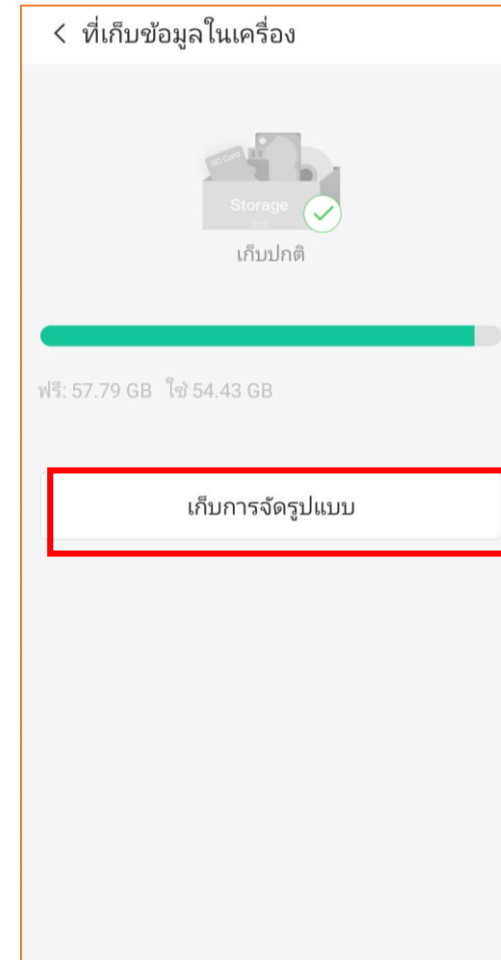 < ที่เก็บข้อมูลในเครื่อง
SD Card
Storage
เก็บปกติ
ฟรี: 57.79 GB ใช้ 54.43 GB
เก็บการจัดรูปแบบ